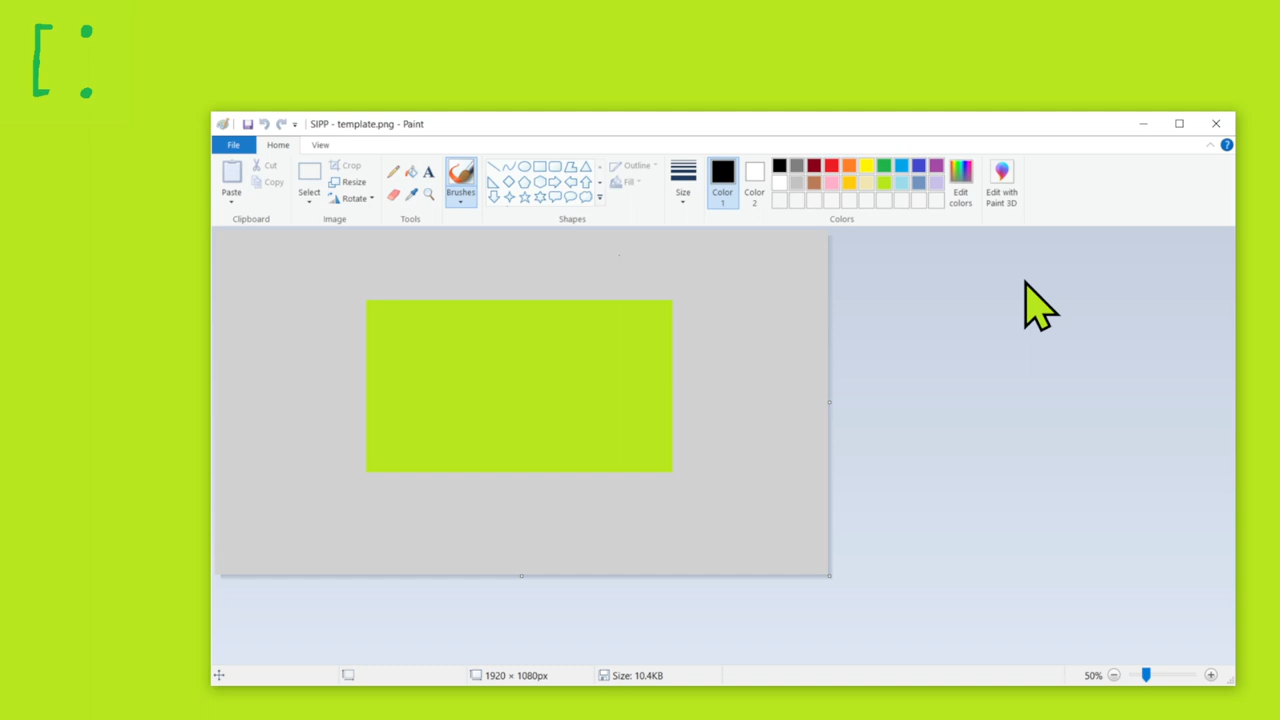 [:
SIPP - template.png - Paint
File Home View
Paste
Cut
Copy
Clipboard
Select
Crop
Resize
Rotate
Image
A
Tools
Brushes
Outline
Fill
Shapes
Size
Color 1
Color 2
Edit colors
Colors
Edit with Paint 3D
?
1920 × 1080px
Size: 10.4KB
50%